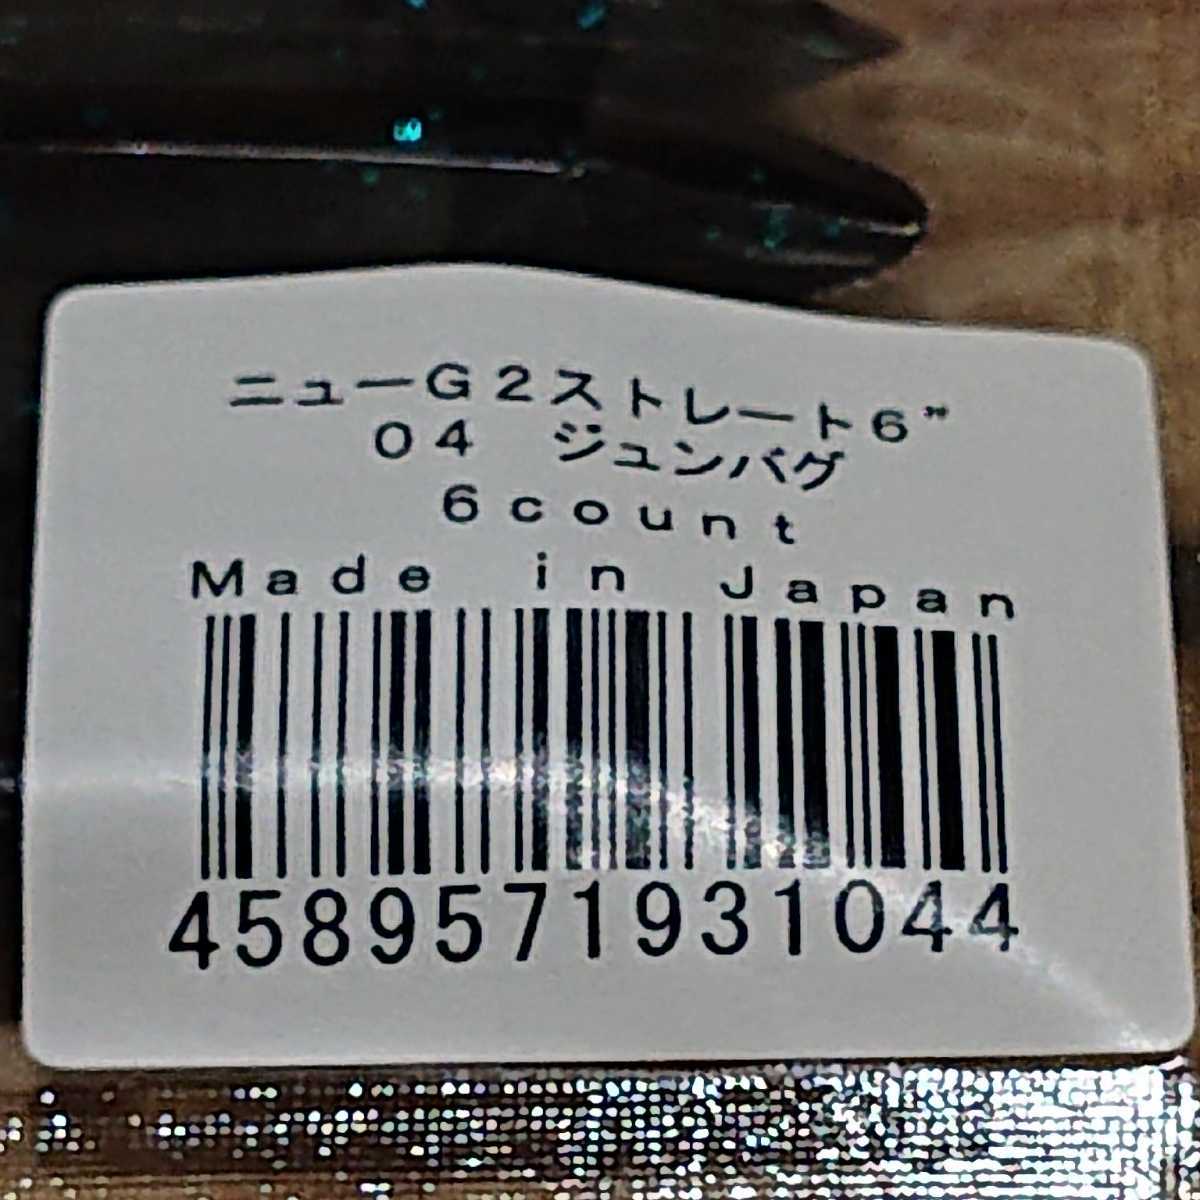 ニューG2ストレート6"
04 ジュンバグ
6count
Made in Japan
4589571931044